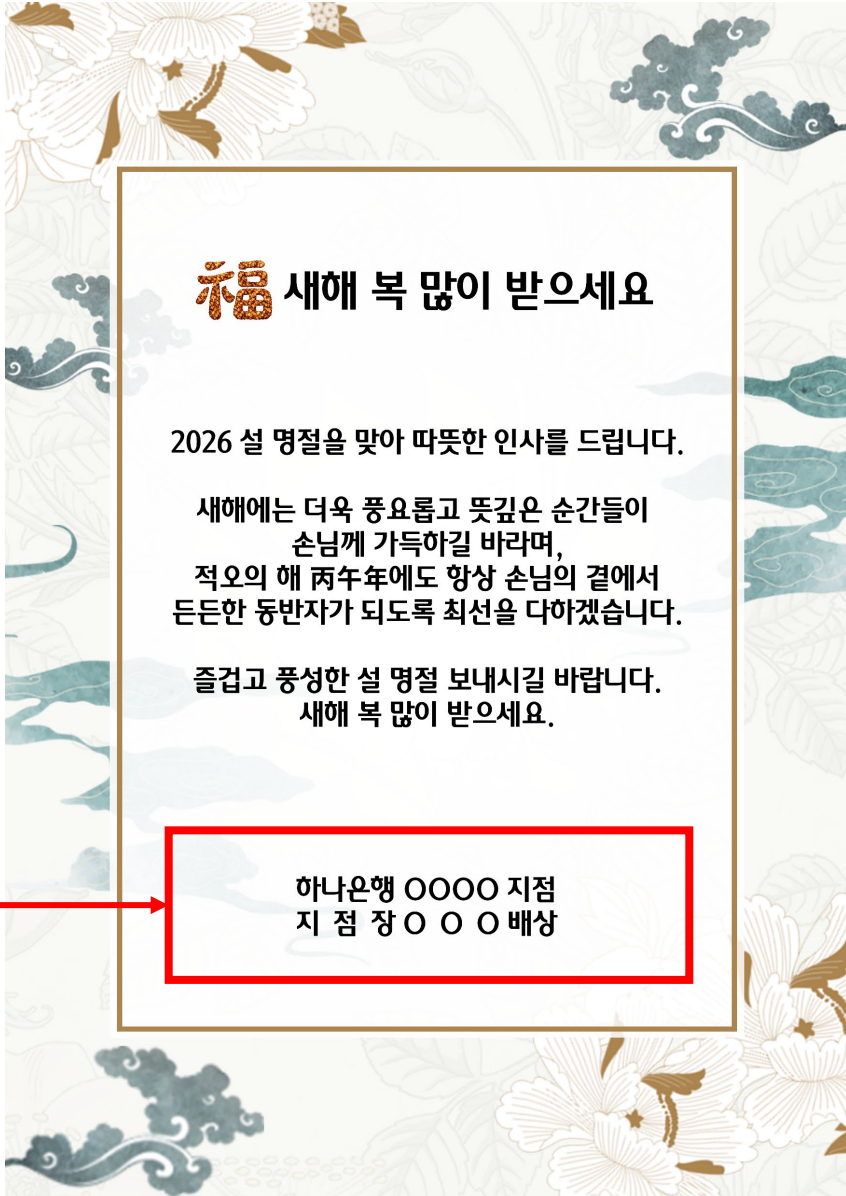 福 새해 복 많이 받으세요
2026 설 명절을 맞아 따뜻한 인사를 드립니다.
새해에는 더욱 풍요롭고 뜻깊은 순간들이
손님께 가득하길 바라며,
적오의 해 丙午年에도 항상 손님의 곁에서
든든한 동반자가 되도록 최선을 다하겠습니다.
즐겁고 풍성한 설 명절 보내시길 바랍니다.
새해 복 많이 받으세요.
하나은행 OOOO 지점
지 점 장 O O O 배상